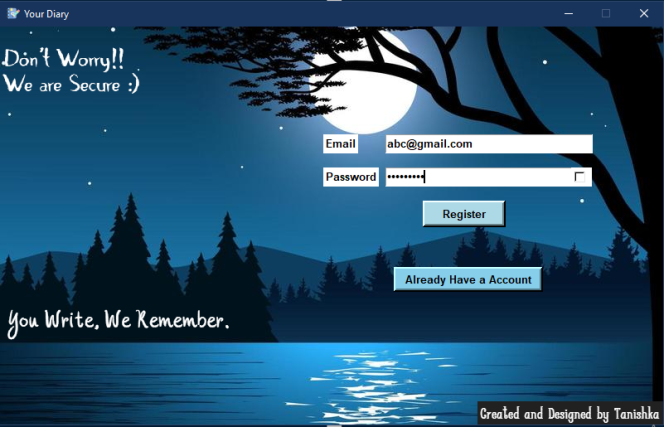 Your Diary
Don't Worry!!
We are Secure :)
Email
abc@gmail.com
Password
•••••••••
Register
Already Have a Account
You Write, We Remember.
Created and Designed by Tanishka